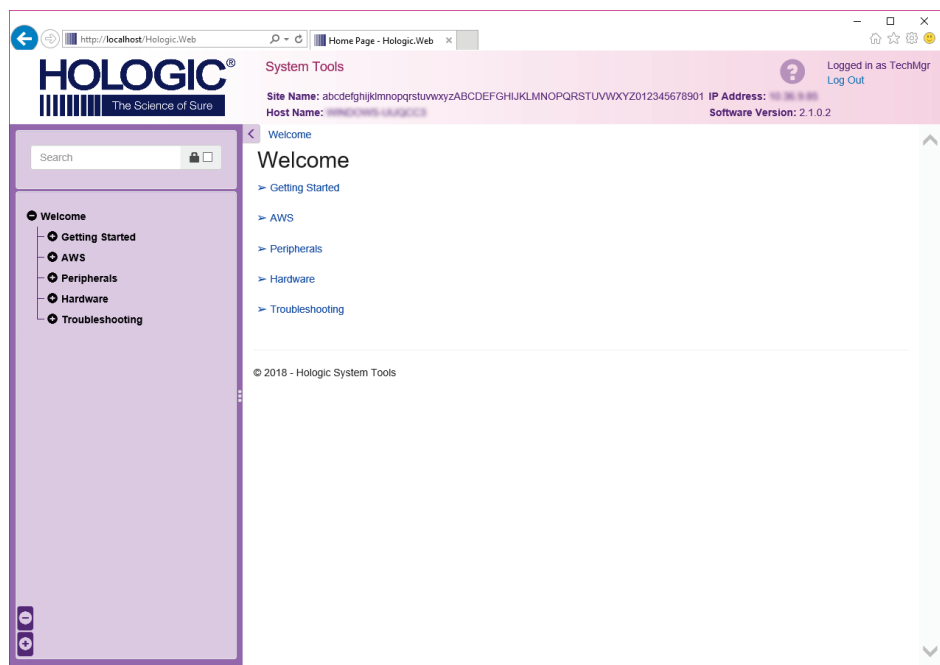 http://localhost/Hologic.Web
Home Page - Hologic.Web
HOLOGIC®
The Science of Sure
System Tools
Logged in as TechMgr
Log Out
Site Name: abcdefghijklmnopqrstuvwxyzABCDEFGHIJKLMNOPQRSTUVWXYZ012345678901 IP Address:
Host Name: Software Version: 2.1.0.2
Search
Welcome
Getting Started
AWS
Peripherals
Hardware
Troubleshooting
Welcome
Welcome
➢ Getting Started
➢ AWS
➢ Peripherals
➢ Hardware
➢ Troubleshooting
© 2018 - Hologic System Tools